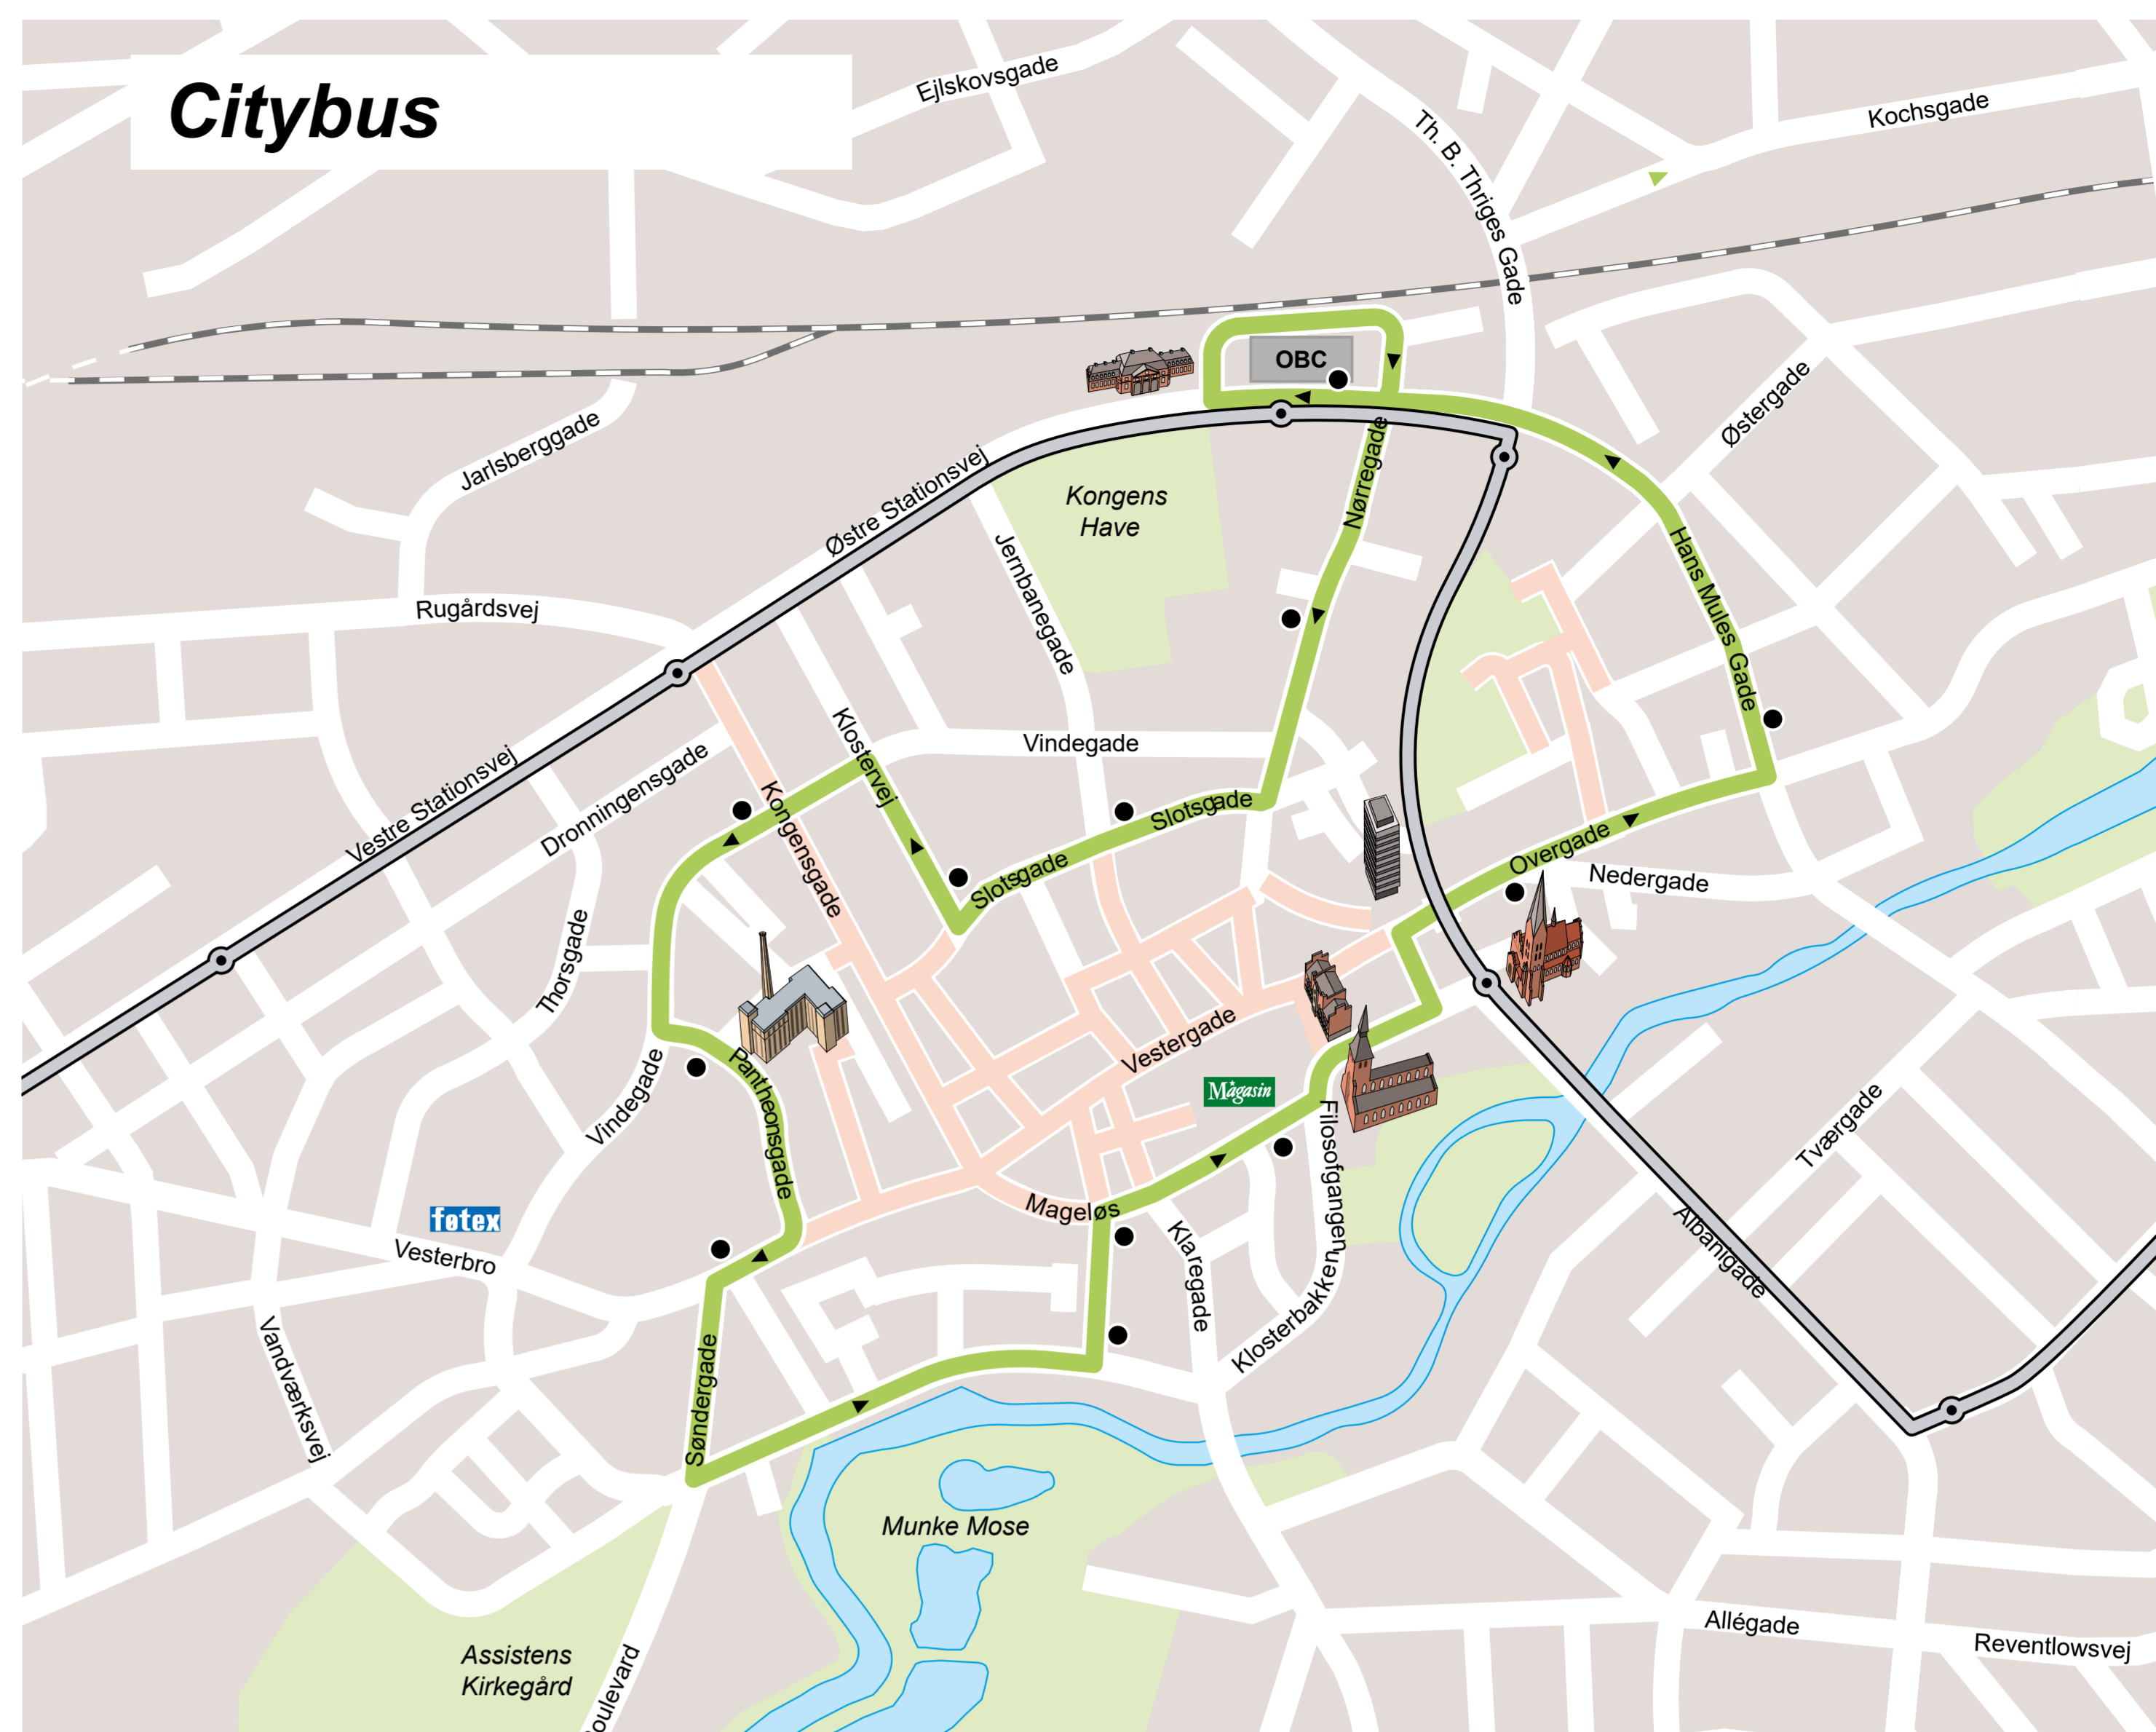 Citybus
Ejlskovsgade
Kochsgade
Th. B. Thriges Gade
OBC
Østergade
Jarlsberggade
Nørregade
Østre Stationsvej
Kongens
Have
Jernbanegade
Hans Mules Gade
Rugårdsvej
Klostervej
Vindegade
Vestre Stationsvej
Dronningensgade
Kongensgade
Slotsgade
Slotsgade
Overgade
Nedergade
Thorsgade
Vestergade
Pantheonsgade
Vindegade
Magasin
Filosofgangen
Tværgade
føtex
Mageløs
Vesterbro
Klaregade
Albanigade
Klosterbakken
Vandværksvej
Søndergade
Munke Mose
Allégade
Reventlowsvej
Assistens
Kirkegård
oulevard